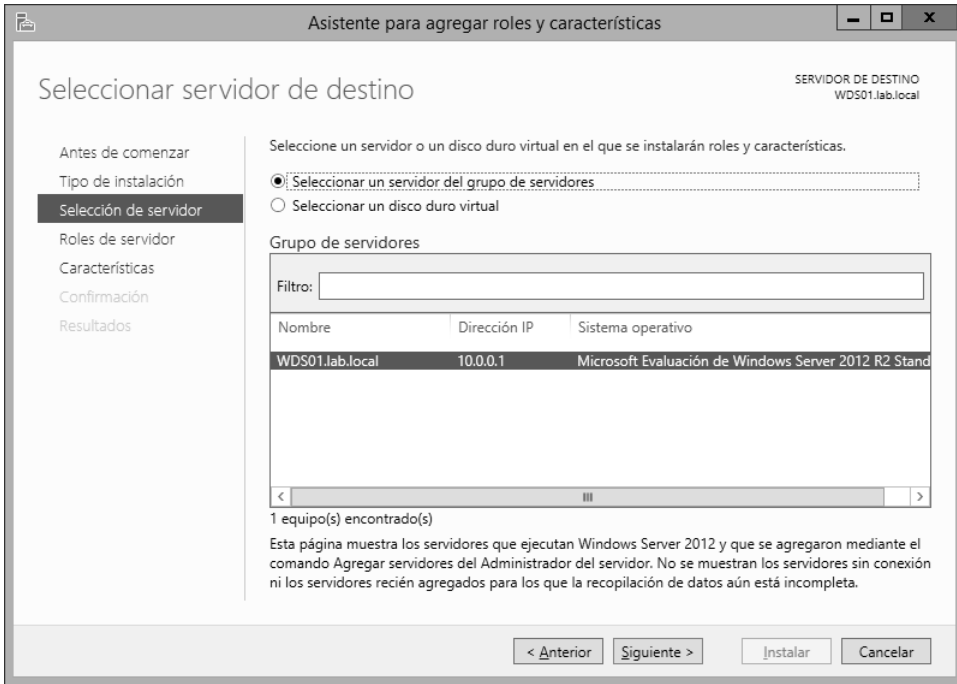 Asistente para agregar roles y características
Seleccionar servidor de destino
SERVIDOR DE DESTINO
WDS01.lab.local
Antes de comenzar
Tipo de instalación
Selección de servidor
Roles de servidor
Características
Confirmación
Resultados
Seleccione un servidor o un disco duro virtual en el que se instalarán roles y características.
Seleccionar un servidor del grupo de servidores
Seleccionar un disco duro virtual
Grupo de servidores
Filtro:
Nombre Dirección IP Sistema operativo
WDS01.lab.local 10.0.0.1 Microsoft Evaluación de Windows Server 2012 R2 Stand
1 equipo(s) encontrado(s)
Esta página muestra los servidores que ejecutan Windows Server 2012 y que se agregaron mediante el
comando Agregar servidores del Administrador del servidor. No se muestran los servidores sin conexión
ni los servidores recién agregados para los que la recopilación de datos aún está incompleta.
< Anterior Siguiente > Instalar Cancelar